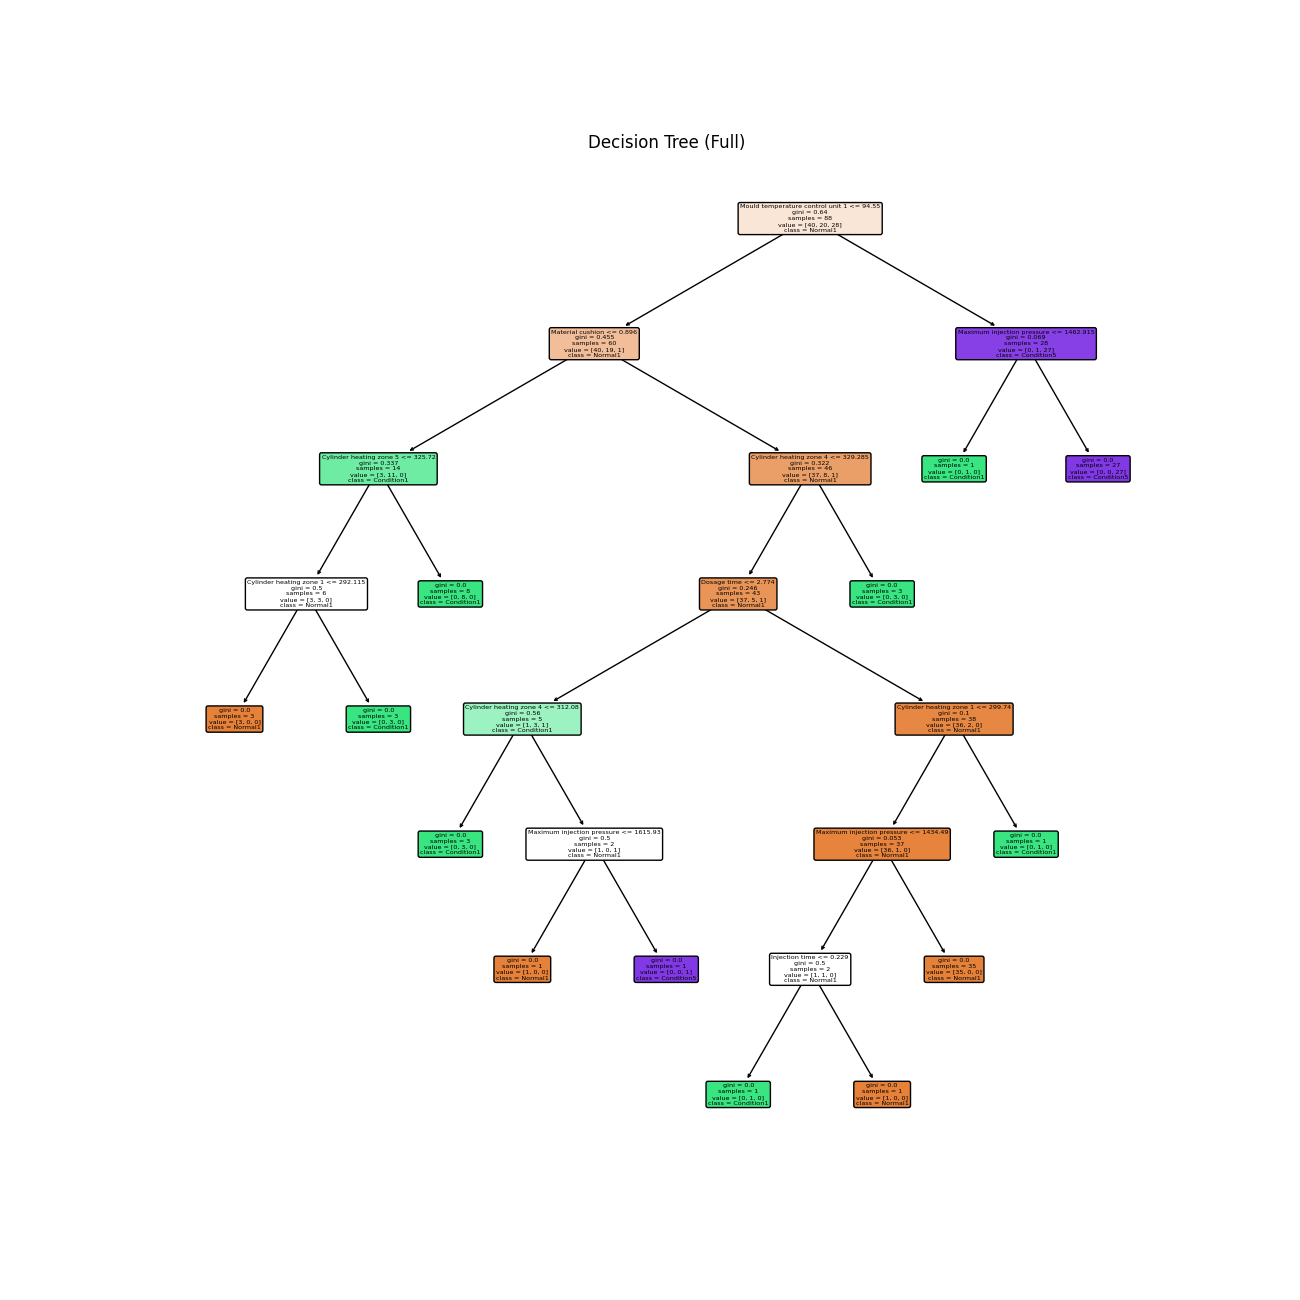 Decision Tree (Full)
Mould temperature control unit 1 <= 94.55
gini = 0.64
samples = 88
value = [40, 20, 28]
class = Normal1
Material cushion <= 0.896
gini = 0.455
samples = 60
value = [40, 19, 1]
class = Normal1
Maximum injection pressure <= 1462.915
gini = 0.069
samples = 28
value = [0, 1, 27]
class = Condition5
Cylinder heating zone 5 <= 325.72
gini = 0.337
samples = 14
value = [3, 11, 0]
class = Condition1
Cylinder heating zone 4 <= 329.285
gini = 0.322
samples = 46
value = [37, 8, 1]
class = Normal1
gini = 0.0
samples = 1
value = [0, 1, 0]
class = Condition1
gini = 0.0
samples = 27
value = [0, 0, 27]
class = Condition5
Cylinder heating zone 1 <= 292.115
gini = 0.5
samples = 6
value = [3, 3, 0]
class = Normal1
gini = 0.0
samples = 8
value = [0, 8, 0]
class = Condition1
Dosage time <= 2.774
gini = 0.246
samples = 43
value = [37, 5, 1]
class = Normal1
gini = 0.0
samples = 3
value = [0, 3, 0]
class = Condition1
gini = 0.0
samples = 3
value = [3, 0, 0]
class = Normal1
gini = 0.0
samples = 3
value = [0, 3, 0]
class = Condition1
Cylinder heating zone 4 <= 312.08
gini = 0.56
samples = 5
value = [1, 3, 1]
class = Condition1
Cylinder heating zone 1 <= 299.74
gini = 0.1
samples = 38
value = [36, 2, 0]
class = Normal1
gini = 0.0
samples = 3
value = [0, 3, 0]
class = Condition1
Maximum injection pressure <= 1615.93
gini = 0.5
samples = 2
value = [1, 0, 1]
class = Normal1
Maximum injection pressure <= 1434.49
gini = 0.053
samples = 37
value = [36, 1, 0]
class = Normal1
gini = 0.0
samples = 1
value = [0, 1, 0]
class = Condition1
gini = 0.0
samples = 1
value = [1, 0, 0]
class = Normal1
gini = 0.0
samples = 1
value = [0, 0, 1]
class = Condition5
Injection time <= 0.229
gini = 0.5
samples = 2
value = [1, 1, 0]
class = Normal1
gini = 0.0
samples = 35
value = [35, 0, 0]
class = Normal1
gini = 0.0
samples = 1
value = [0, 1, 0]
class = Condition1
gini = 0.0
samples = 1
value = [1, 0, 0]
class = Normal1